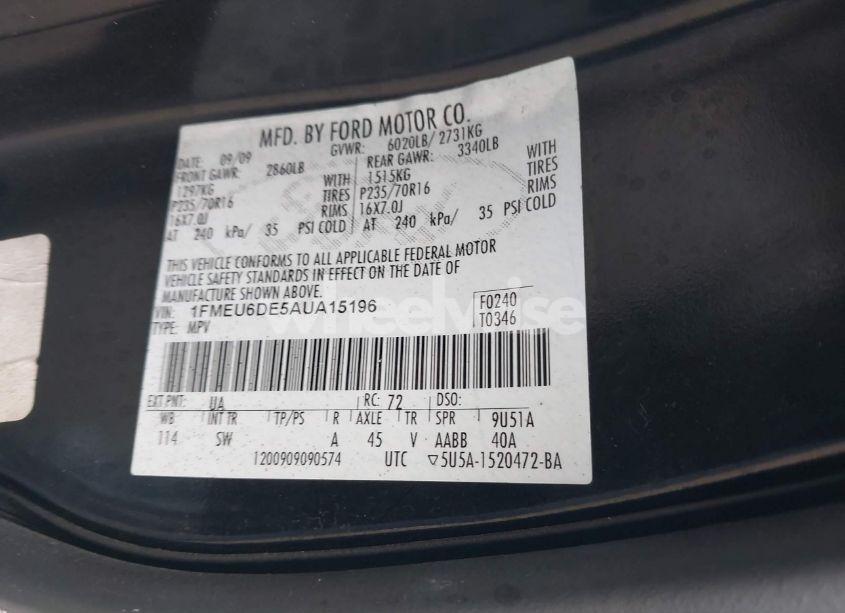 MFD. BY FORD MOTOR CO.
DATE: 09/09 GVWR: 6020LB/ 2731KG
FRONT GAWR: 2860LB REAR GAWR: 3340LB
1297KG WITH 1515KG WITH
P235/70R16 TIRES P235/70R16 TIRES
16X7.0J RIMS 16X7.0J RIMS
AT 240 kPa/ 35 PSI COLD AT 240 kPa/ 35 PSI COLD
THIS VEHICLE CONFORMS TO ALL APPLICABLE FEDERAL MOTOR
VEHICLE SAFETY STANDARDS IN EFFECT ON THE DATE OF
MANUFACTURE SHOWN ABOVE.
VIN: 1FMEU6DE5AUA15196 F0240
TYPE: MPV T0346
wheelwise
EXT PNT: UA RC: 72 DSO:
WB INT TR TP/PS R AXLE TR SPR 9U51A
114 SW A 45 V AABB 40A
1200909090574 UTC ▽5U5A-1520472-BA